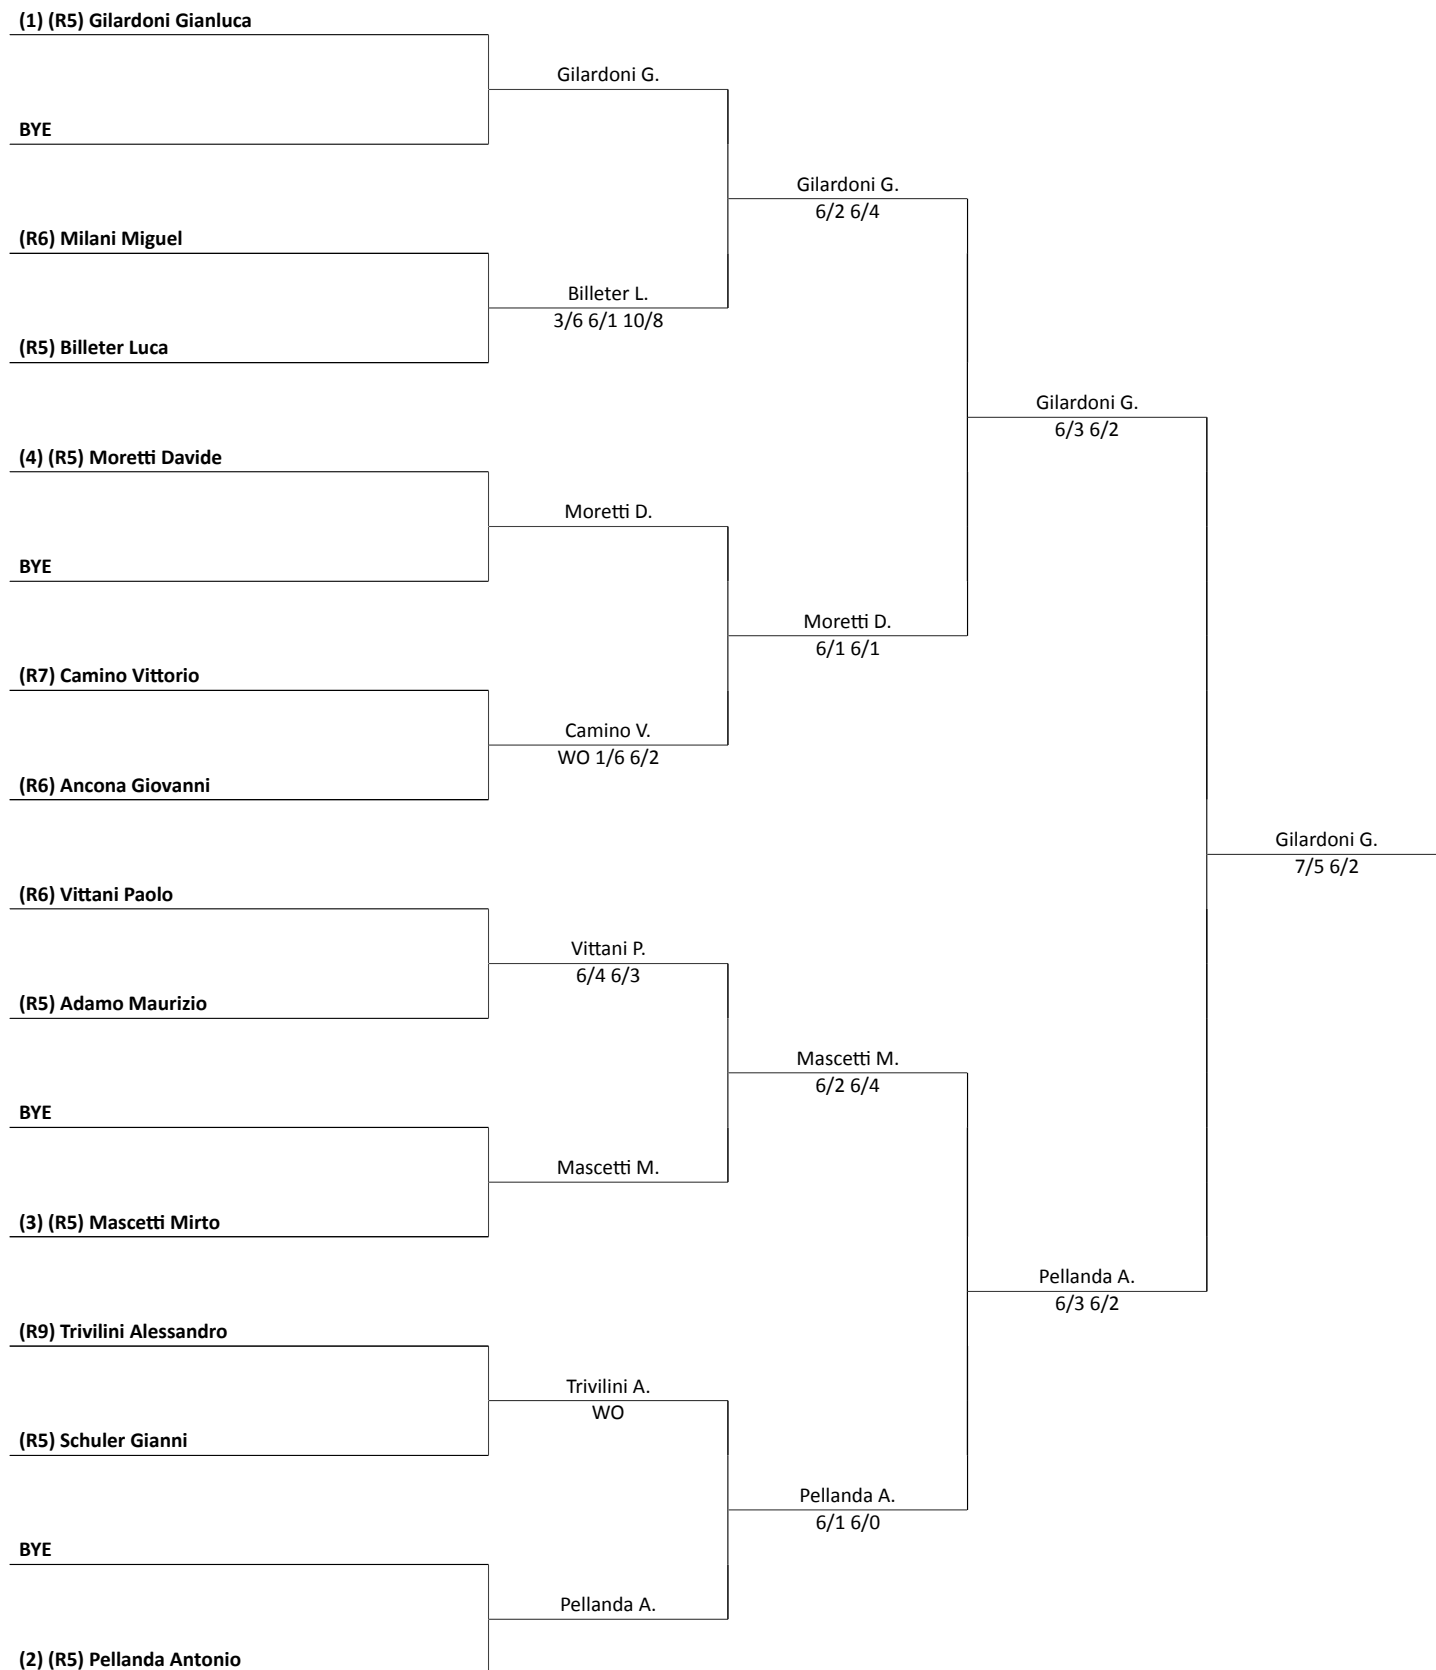 (1) (R5) Gilardoni Gianluca
Gilardoni G.
BYE
Gilardoni G.
6/2 6/4
(R6) Milani Miguel
Billeter L.
3/6 6/1 10/8
(R5) Billeter Luca
Gilardoni G.
6/3 6/2
(4) (R5) Moretti Davide
Moretti D.
BYE
Moretti D.
6/1 6/1
(R7) Camino Vittorio
Camino V.
WO 1/6 6/2
(R6) Ancona Giovanni
Gilardoni G.
7/5 6/2
(R6) Vittani Paolo
Vittani P.
6/4 6/3
(R5) Adamo Maurizio
Mascetti M.
6/2 6/4
BYE
Mascetti M.
(3) (R5) Mascetti Mirto
Pellanda A.
6/3 6/2
(R9) Trivilini Alessandro
Trivilini A.
WO
(R5) Schuler Gianni
Pellanda A.
6/1 6/0
BYE
Pellanda A.
(2) (R5) Pellanda Antonio